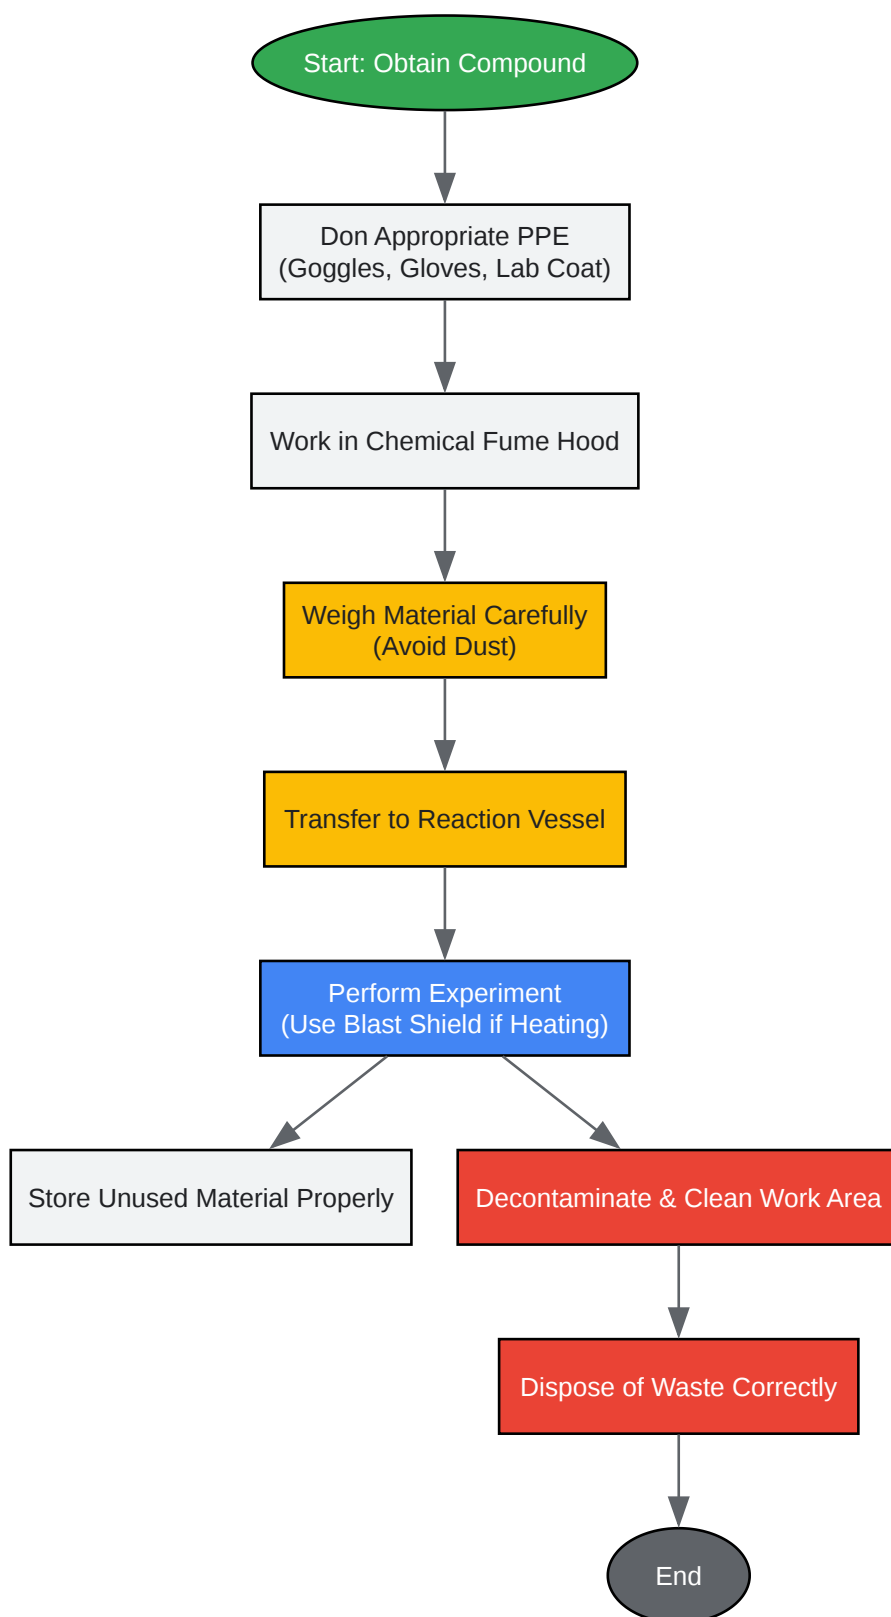 Start: Obtain Compound
Don Appropriate PPE
(Goggles, Gloves, Lab Coat)
Work in Chemical Fume Hood
Weigh Material Carefully
(Avoid Dust)
Transfer to Reaction Vessel
Perform Experiment
(Use Blast Shield if Heating)
Store Unused Material Properly
Decontaminate & Clean Work Area
Dispose of Waste Correctly
End